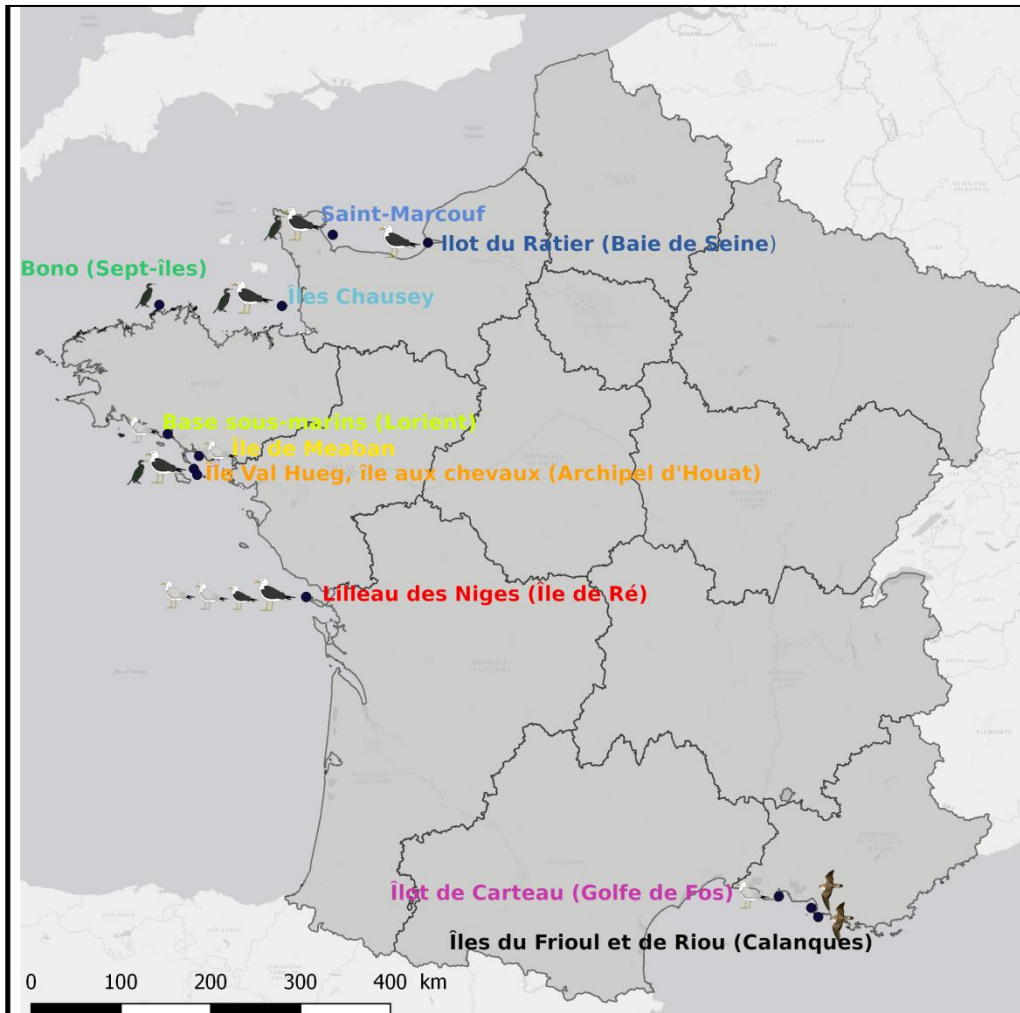 Saint-Marcouf
Ilot du Ratier (Baie de Seine)
Bono (Sept-îles)
Îles Chausey
Base sous-marins (Lorient)
Île de Meaban
Île Val Hueg, île aux chevaux (Archipel d'Houat)
Lilleau des Niges (Île de Ré)
Îlot de Carteau (Golfe de Fos)
Îles du Frioul et de Riou (Calanques)
0 100 200 300 400 km